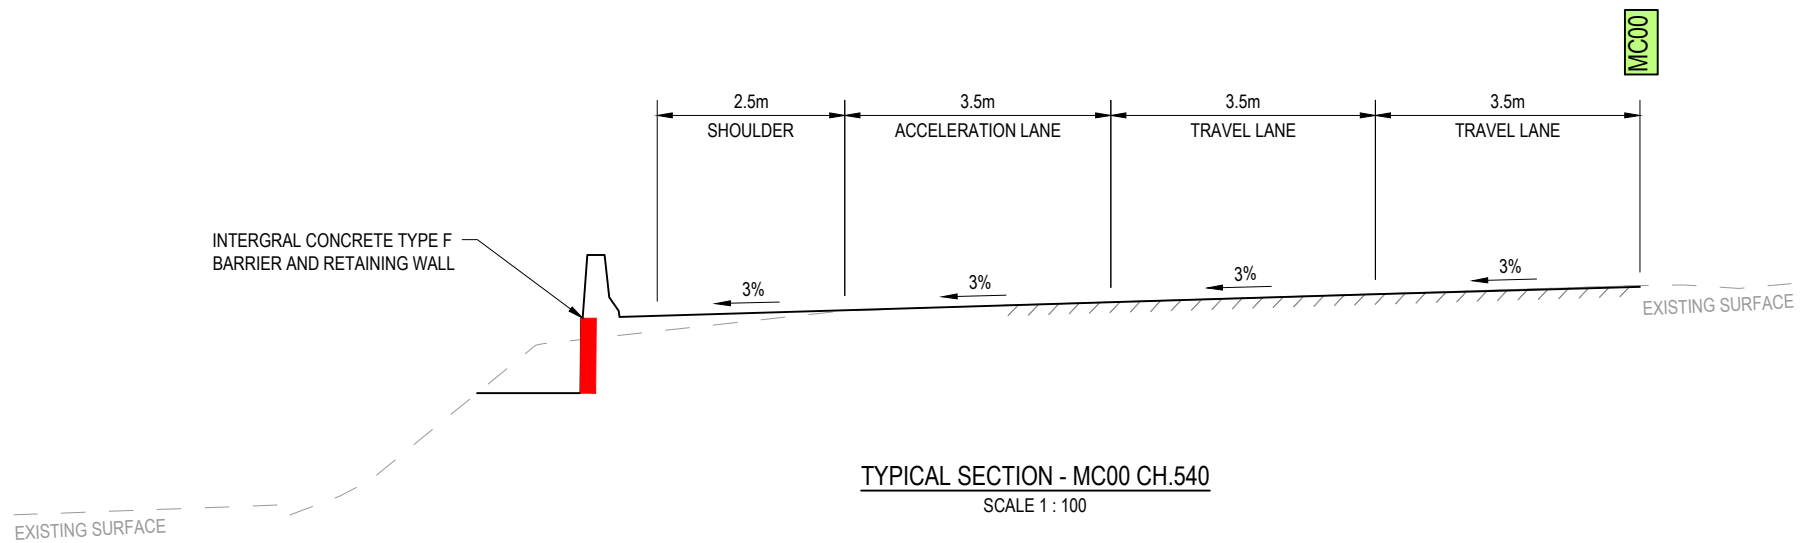 MC00
2.5m
3.5m
3.5m
3.5m
SHOULDER
ACCELERATION LANE
TRAVEL LANE
TRAVEL LANE
INTERGRAL CONCRETE TYPE F
BARRIER AND RETAINING WALL
3%
3%
3%
3%
EXISTING SURFACE
TYPICAL SECTION - MC00 CH.540
SCALE 1 : 100
EXISTING SURFACE